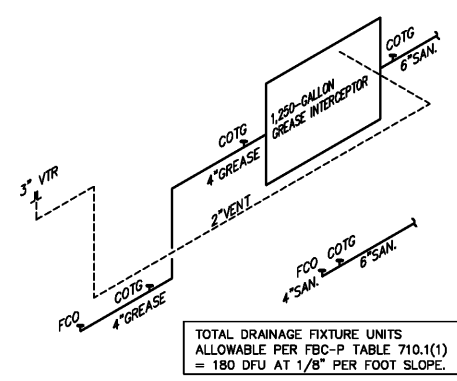 COTG
6"SAN.
1,250-GALLON
GREASE INTERCEPTOR
COTG
4"GREASE
3" VTR
2"VENT
COTG
FCO
4"GREASE
FCO COTG
4"SAN. 6"SAN.
TOTAL DRAINAGE FIXTURE UNITS
ALLOWABLE PER FBC-P TABLE 710.1(1)
= 180 DFU AT 1/8" PER FOOT SLOPE.